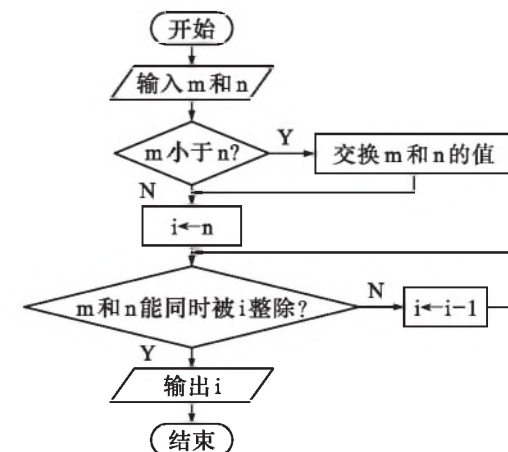 开始
输入m和n
m小于n?
Y
交换m和n的值
N
i←n
m和n能同时被i整除?
N
i←i-1
Y
输出i
结束